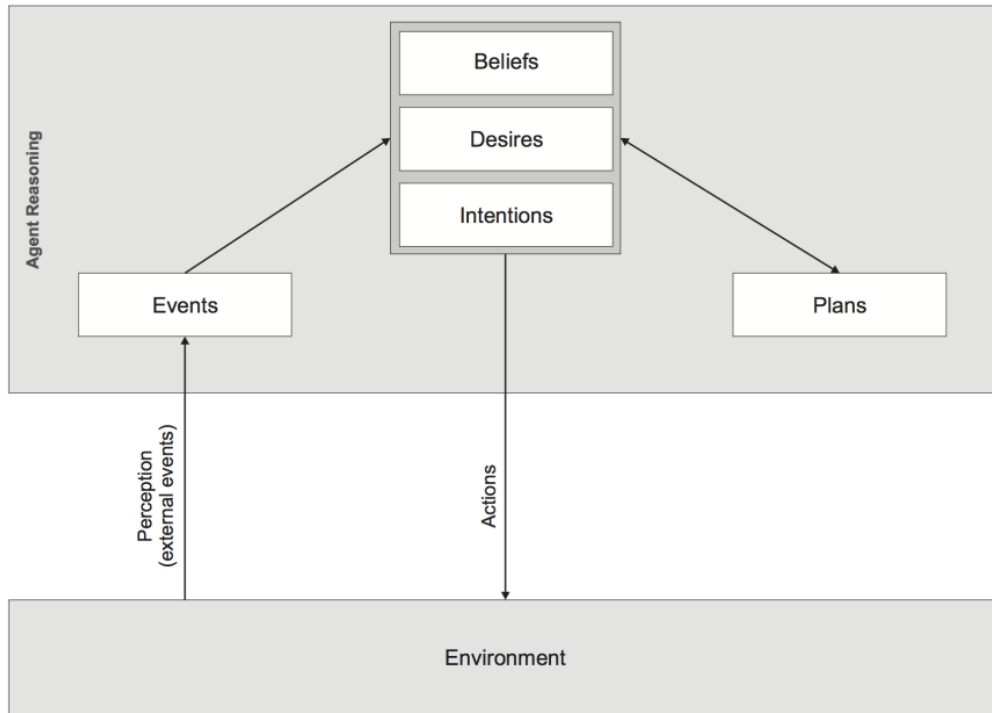 Beliefs
Desires
Intentions
Agent Reasoning
Events
Plans
Perception
(external events)
Actions
Environment